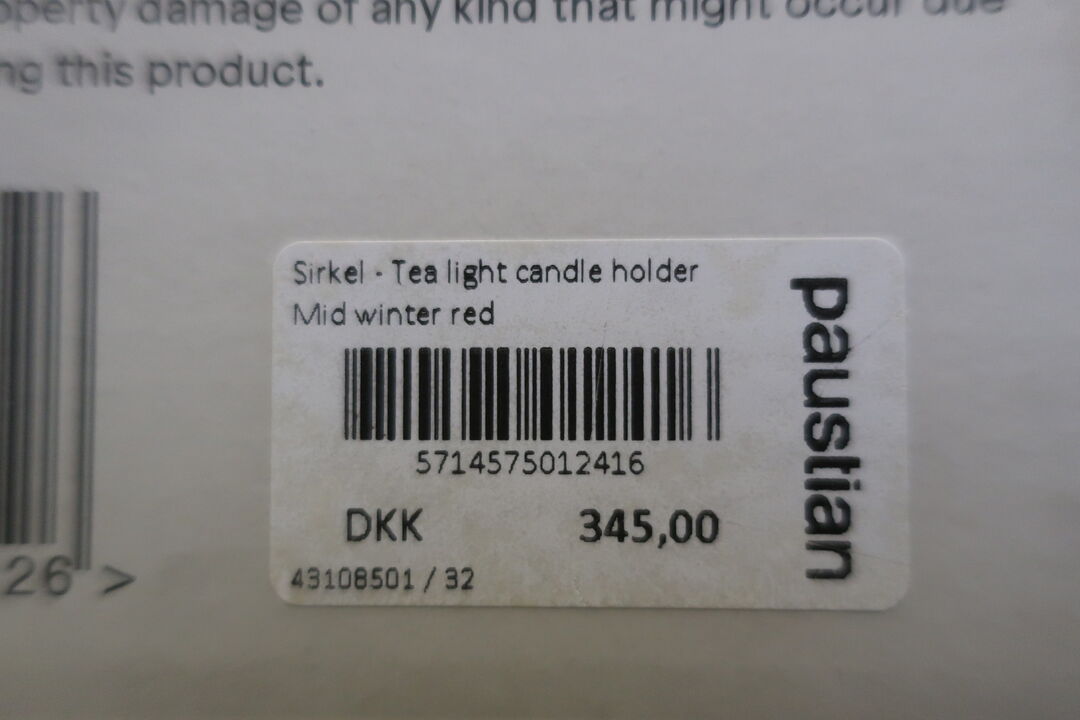 operty damage of any kind that might occur due
ng this product.
Sirkel - Tea light candle holder
Mid winter red
5714575012416
DKK 345,00
43108501 / 32
paustian
26 >